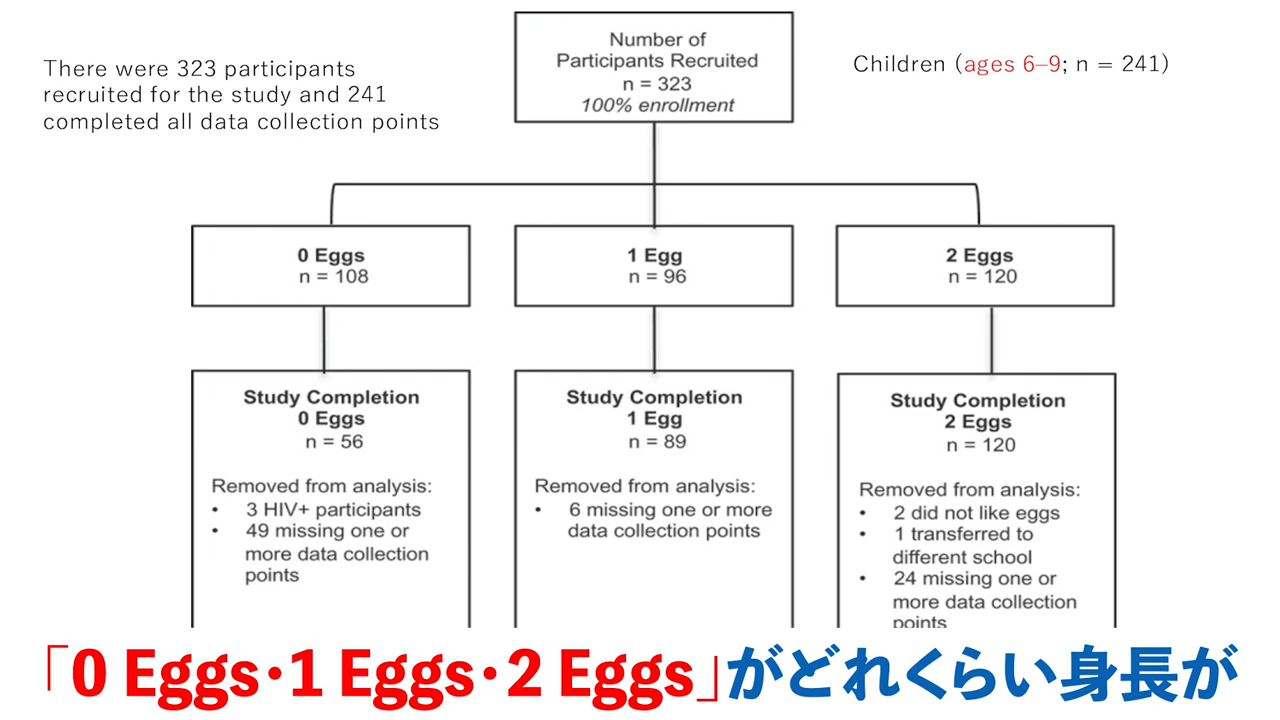 There were 323 participants
recruited for the study and 241
completed all data collection points
Number of
Participants Recruited
n = 323
100% enrollment
Children (ages 6–9; n = 241)
0 Eggs
n = 108
1 Egg
n = 96
2 Eggs
n = 120
Study Completion
0 Eggs
n = 56
Removed from analysis:
• 3 HIV+ participants
• 49 missing one or
more data collection
points
Study Completion
1 Egg
n = 89
Removed from analysis:
• 6 missing one or more
data collection points
Study Completion
2 Eggs
n = 120
Removed from analysis:
• 2 did not like eggs
• 1 transferred to
different school
• 24 missing one or
more data collection
points
「0 Eggs・1 Eggs・2 Eggs」がどれくらい身長が